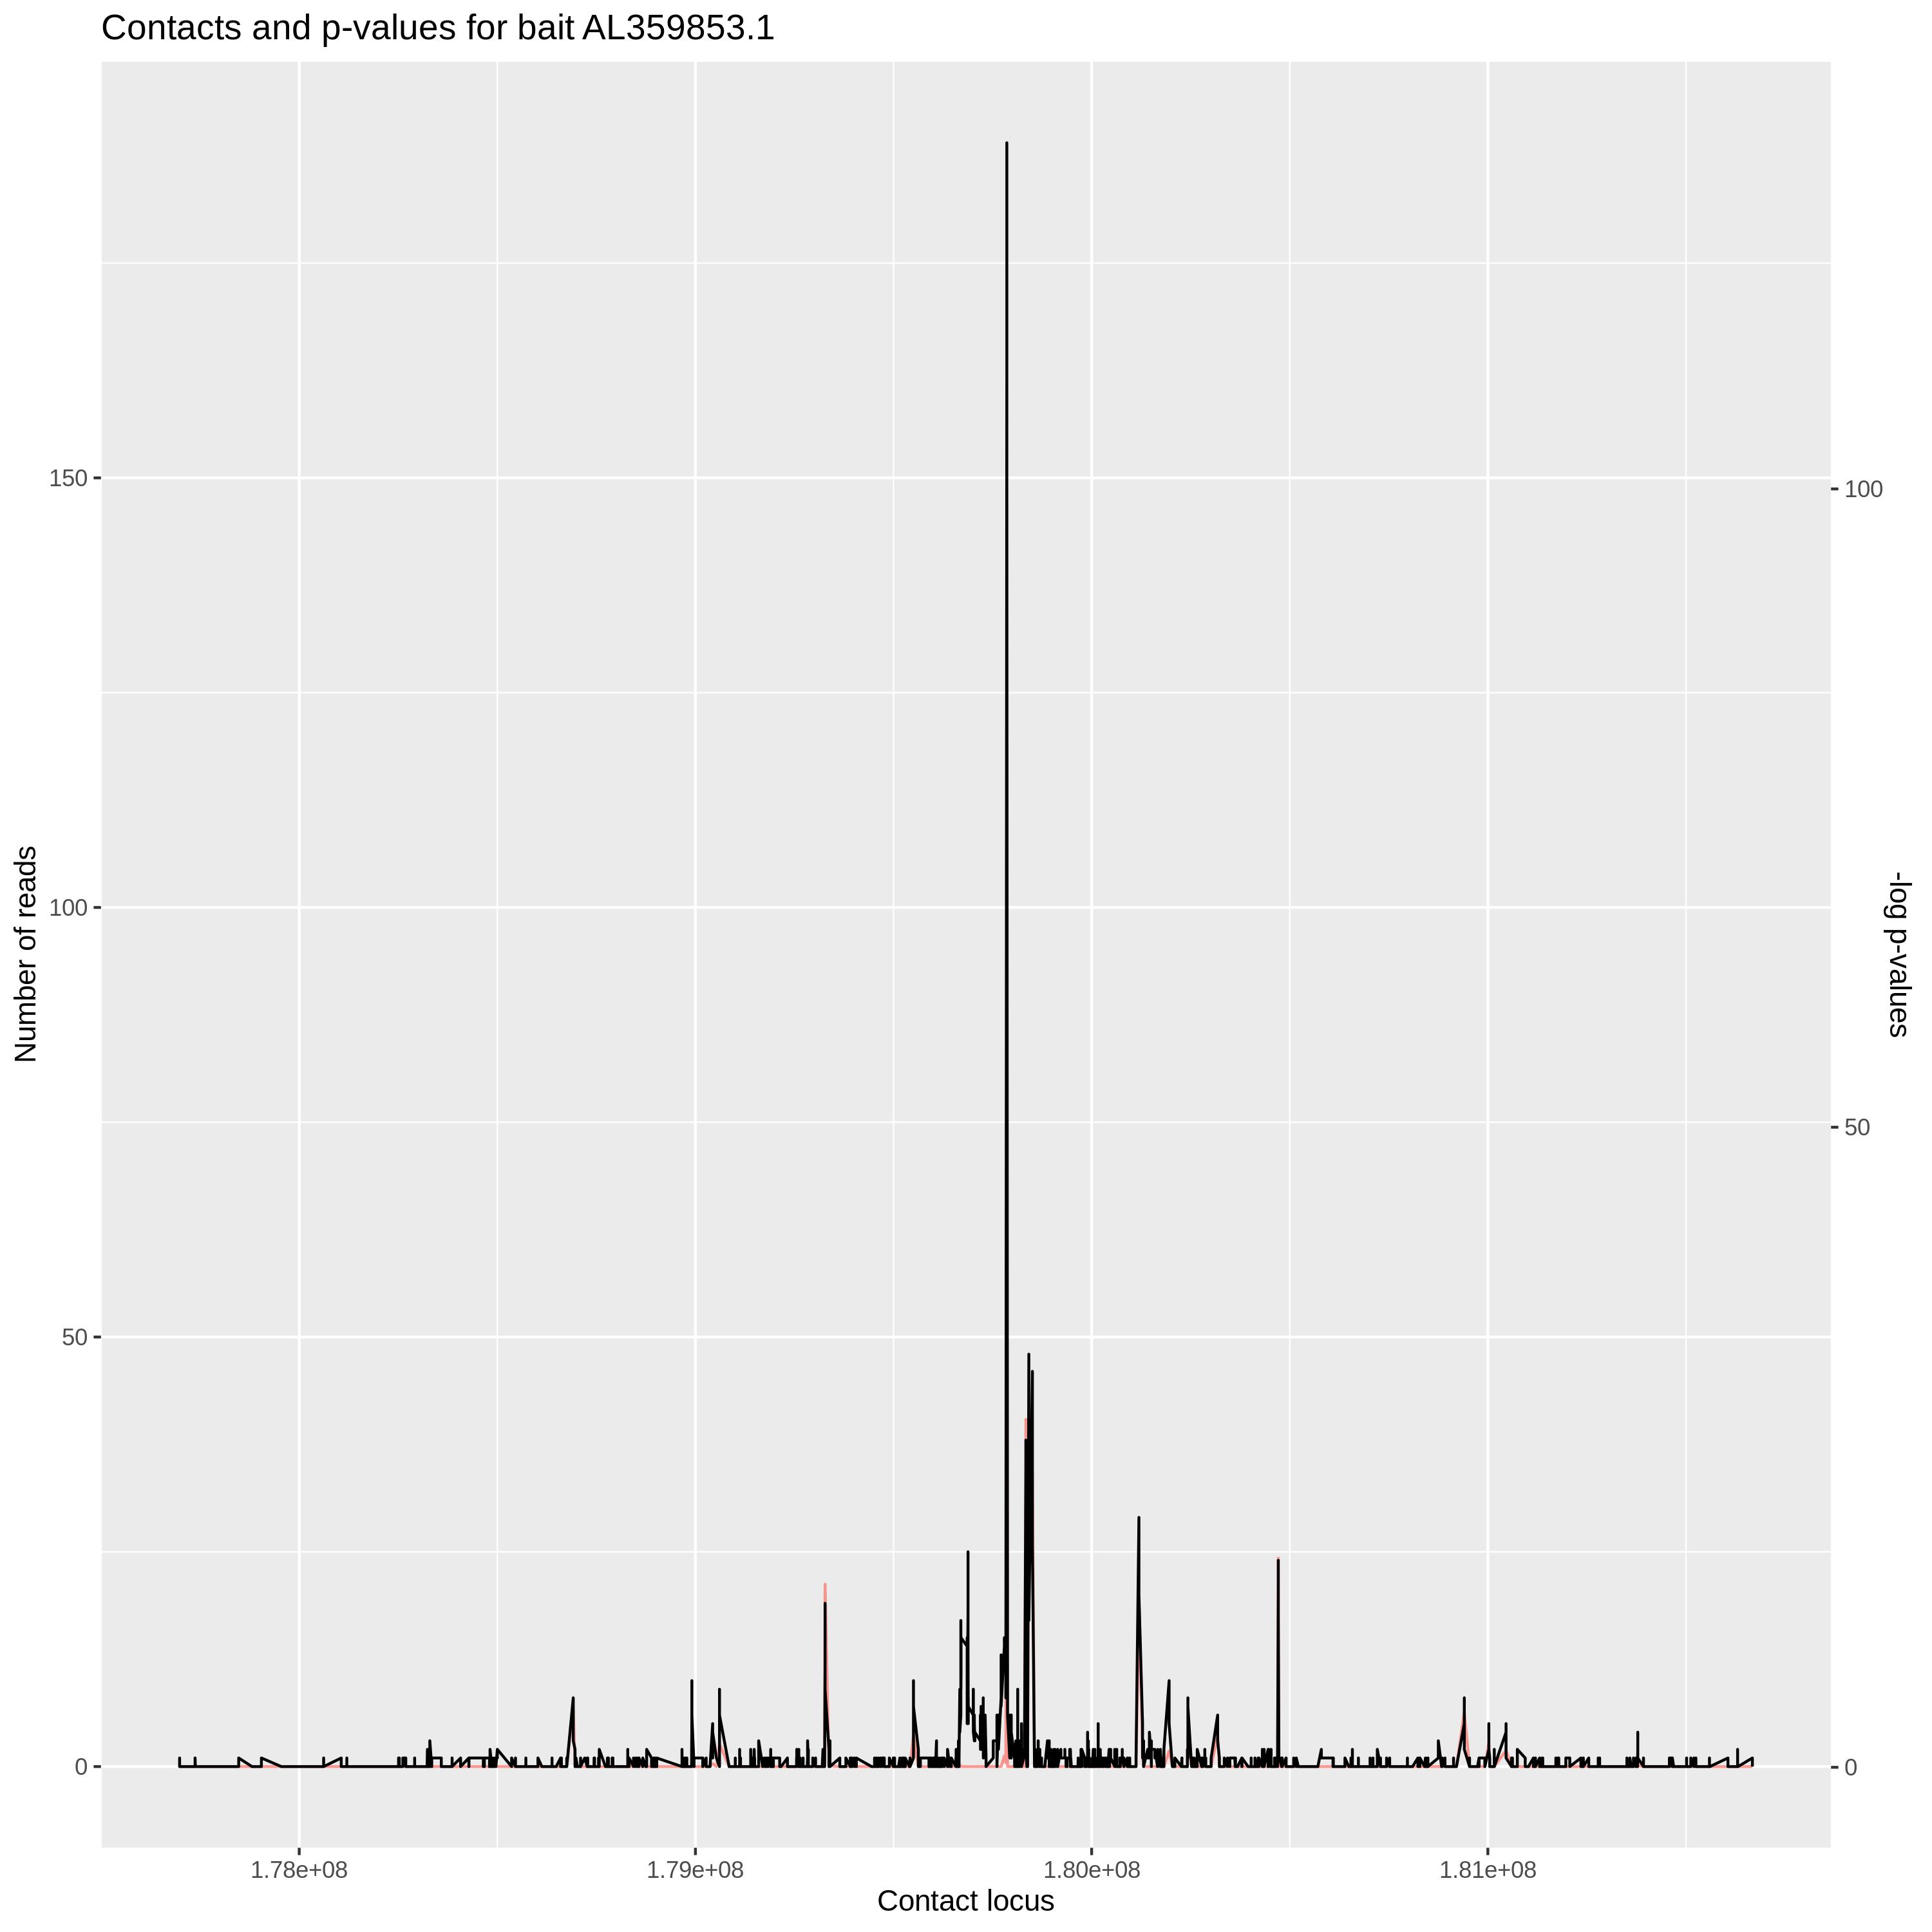 Contacts and p-values for bait AL359853.1
150
100
50
0
Number of reads
100
50
0
-log p-values
1.78e+08
1.79e+08
1.80e+08
1.81e+08
Contact locus